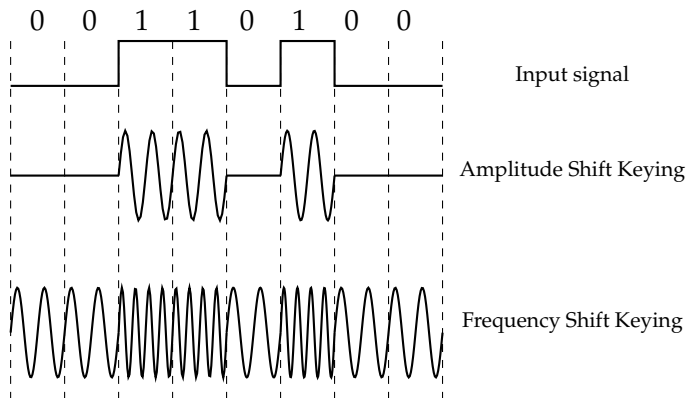 0 0 1 1 0 1 0 0
Input signal
Amplitude Shift Keying
Frequency Shift Keying